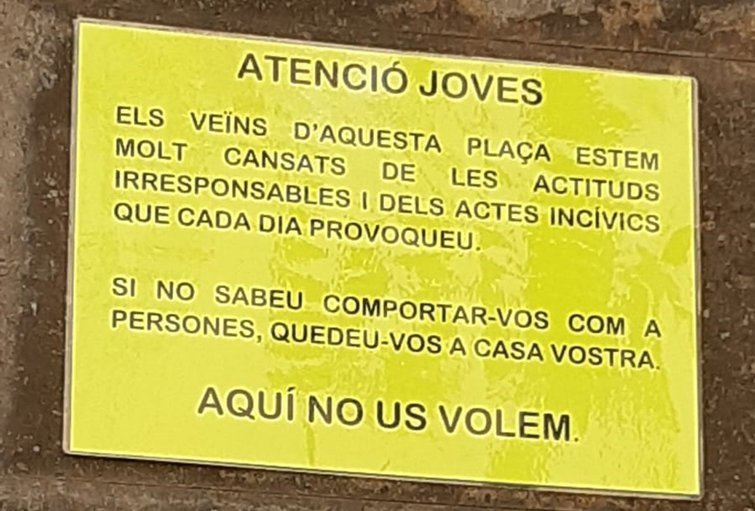 ATENCIÓ JOVES
ELS VEÏNS D'AQUESTA PLAÇA ESTEM
MOLT CANSATS DE LES ACTITUDS
IRRESPONSABLES I DELS ACTES INCÍVICS
QUE CADA DIA PROVOQUEU.
SI NO SABEU COMPORTAR-VOS COM A
PERSONES, QUEDEU-VOS A CASA VOSTRA.
AQUÍ NO US VOLEM.